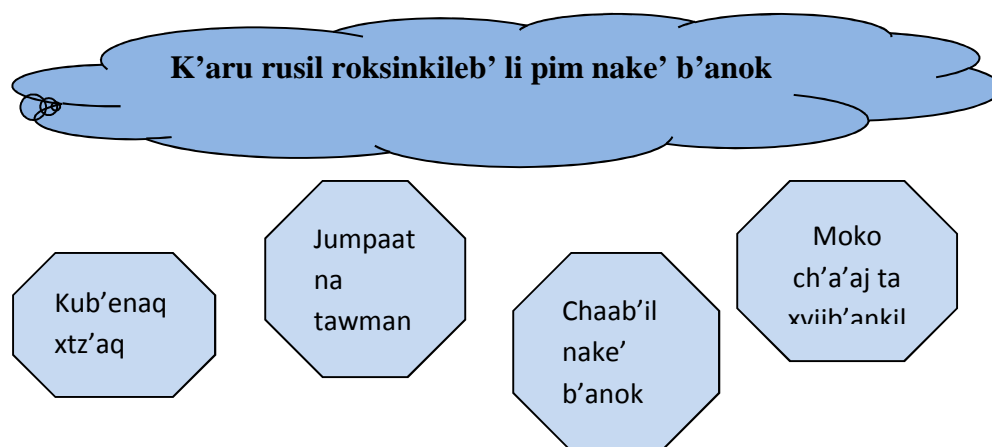 K’aru rusil roksinkileb’ li pim nake’ b’anok
Kub’enaq
xtz’aq
Jumpaat
na
tawman
Chaab’il
nake’
b’anok
Moko
ch’a’aj ta
xyiib’ankil